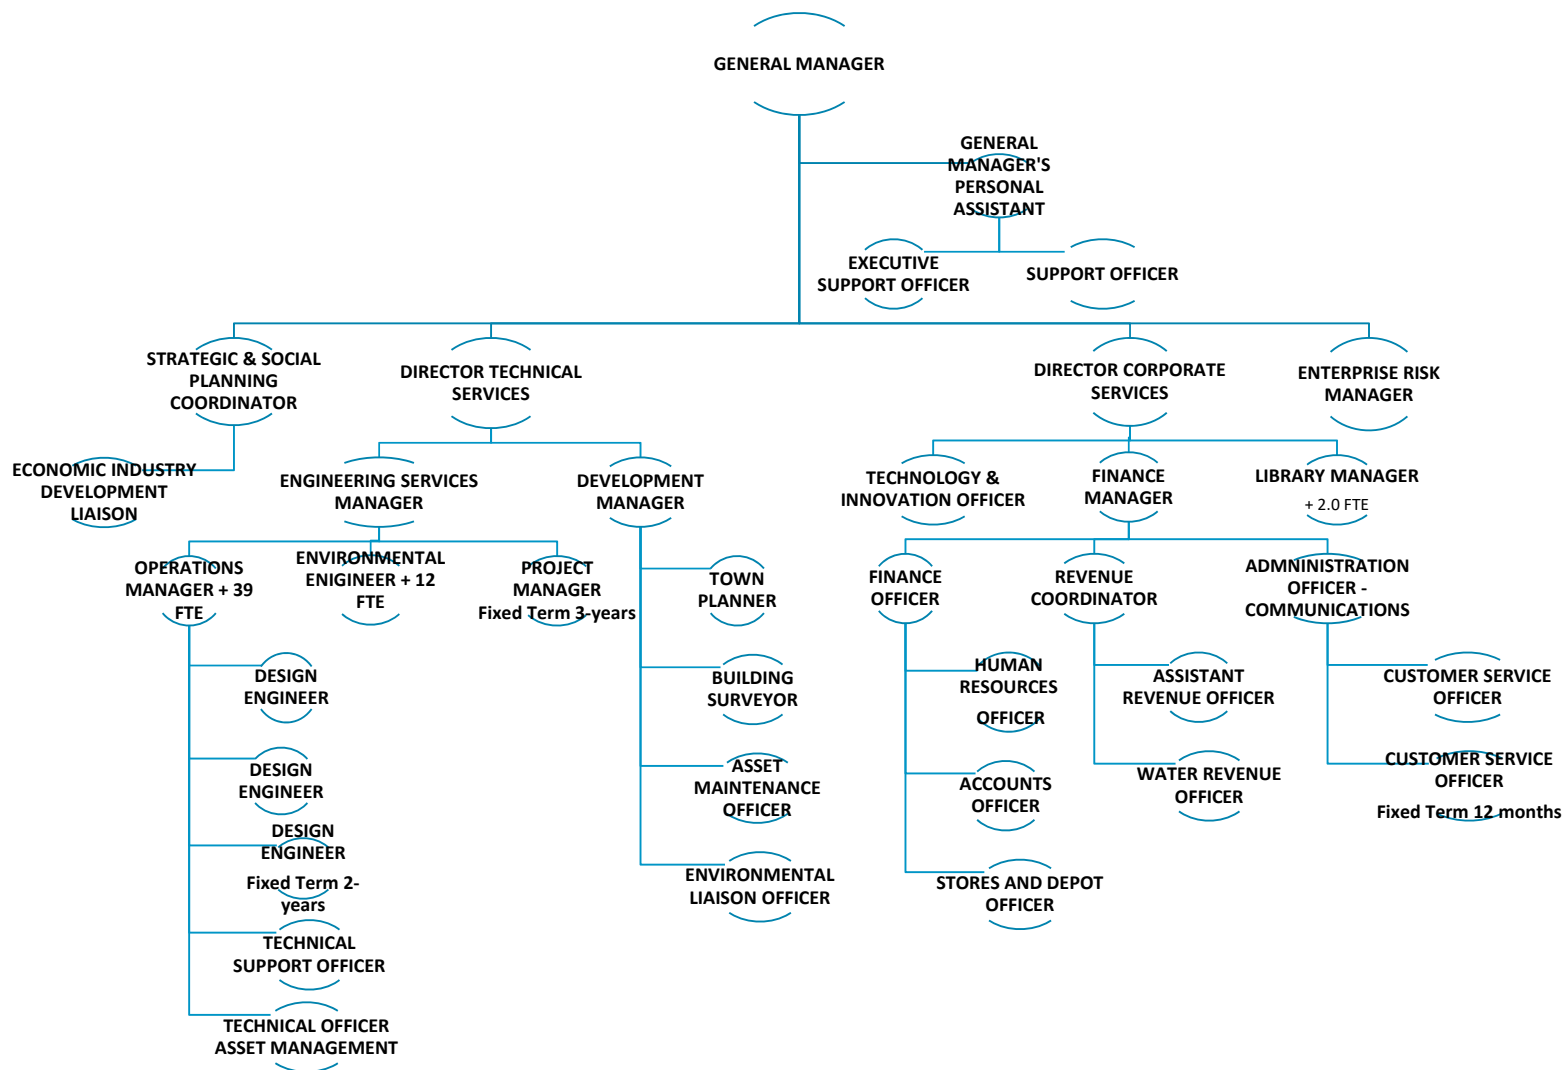 GENERAL MANAGER
GENERAL
MANAGER'S
PERSONAL
ASSISTANT
EXECUTIVE
SUPPORT OFFICER
SUPPORT OFFICER
STRATEGIC & SOCIAL
PLANNING
COORDINATOR
DIRECTOR TECHNICAL
SERVICES
DIRECTOR CORPORATE
SERVICES
ENTERPRISE RISK
MANAGER
ECONOMIC INDUSTRY
DEVELOPMENT
LIAISON
ENGINEERING SERVICES
MANAGER
DEVELOPMENT
MANAGER
TECHNOLOGY &
INNOVATION OFFICER
FINANCE
MANAGER
LIBRARY MANAGER
+ 2.0 FTE
OPERATIONS
MANAGER + 39
FTE
ENVIRONMENTAL
ENIGINEER + 12
FTE
PROJECT
MANAGER
Fixed Term 3-years
TOWN
PLANNER
BUILDING
SURVEYOR
ASSET
MAINTENANCE
OFFICER
ENVIRONMENTAL
LIAISON OFFICER
FINANCE
OFFICER
REVENUE
COORDINATOR
ADMNINISTRATION
OFFICER -
COMMUNICATIONS
DESIGN
ENGINEER
DESIGN
ENGINEER
DESIGN
ENGINEER
Fixed Term 2-
years
TECHNICAL
SUPPORT OFFICER
TECHNICAL OFFICER
ASSET MANAGEMENT
HUMAN
RESOURCES
OFFICER
ACCOUNTS
OFFICER
STORES AND DEPOT
OFFICER
ASSISTANT
REVENUE OFFICER
WATER REVENUE
OFFICER
CUSTOMER SERVICE
OFFICER
CUSTOMER SERVICE
OFFICER
Fixed Term 12 months